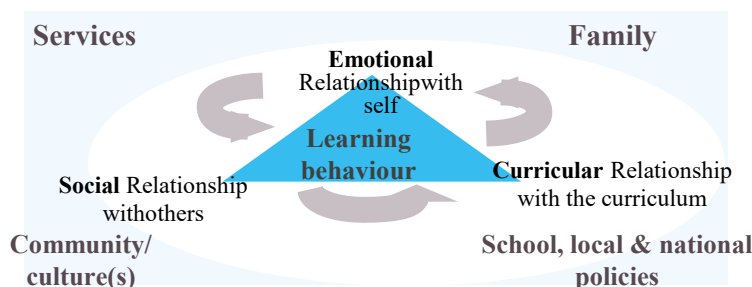 Services
Family
Emotional
Relationshipwith
self
Learning
behaviour
Social Relationship
withothers
Curricular Relationship
with the curriculum
Community/
culture(s)
School, local & national
policies